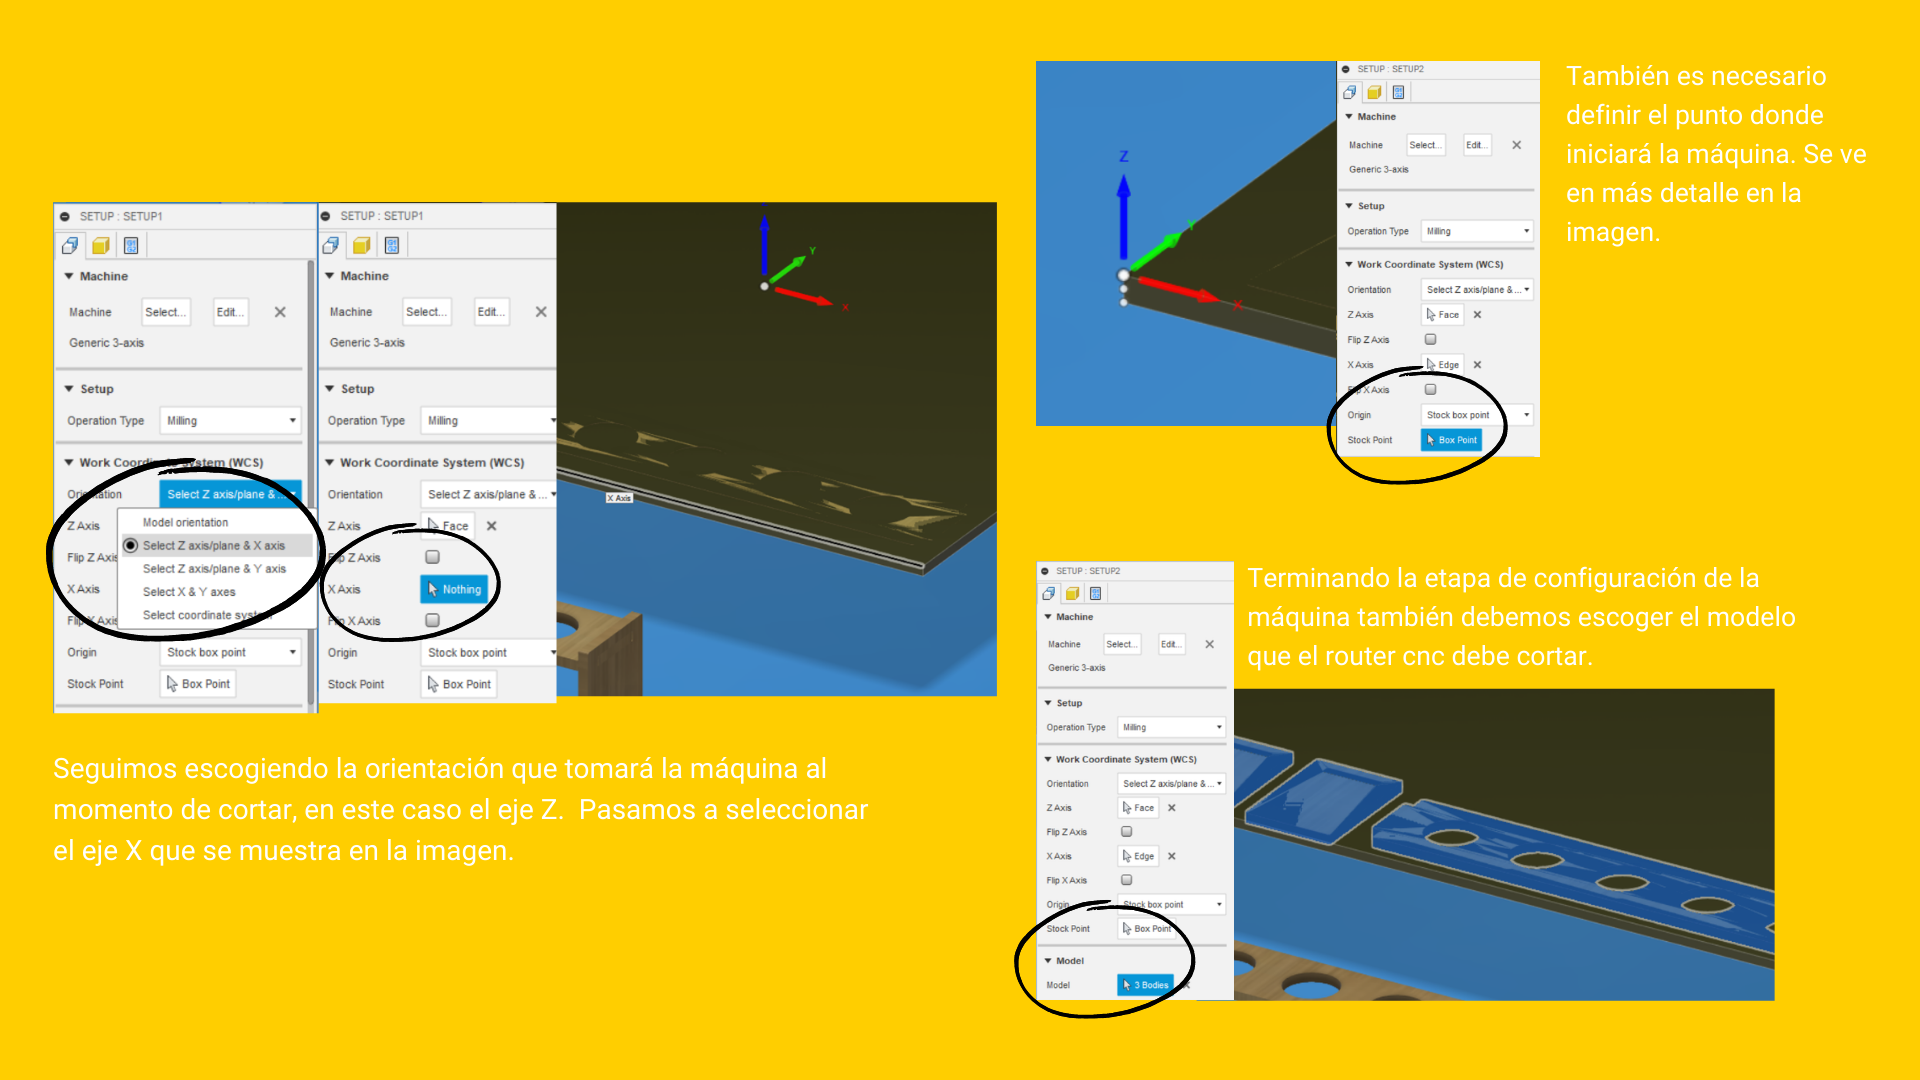 SETUP : SETUP1
Machine
Machine
Select...
Edit...
Generic 3-axis
Setup
Operation Type
Milling
Work Coordinate System (WCS)
Orientation
Select Z axis/plane & ...
Z Axis
Model orientation
Select Z axis/plane & X axis
Flip Z Axis
Select Z axis/plane & Y axis
X Axis
Select X & Y axes
Flip X Axis
Select coordinate system
Origin
Stock box point
Stock Point
Box Point
SETUP : SETUP1
Machine
Machine
Select...
Edit...
Generic 3-axis
Setup
Operation Type
Milling
Work Coordinate System (WCS)
Orientation
Select Z axis/plane & ...
Z Axis
Face
Flip Z Axis
X Axis
Nothing
Flip X Axis
Origin
Stock box point
Stock Point
Box Point
Y
X
X Axis
Seguimos escogiendo la orientación que tomará la máquina al
momento de cortar, en este caso el eje Z. Pasamos a seleccionar
el eje X que se muestra en la imagen.
Z
Y
X
SETUP : SETUP2
Machine
Machine
Select...
Edit...
Generic 3-axis
Setup
Operation Type
Milling
Work Coordinate System (WCS)
Orientation
Select Z axis/plane & ...
Z Axis
Face
Flip Z Axis
X Axis
Edge
Flip X Axis
Origin
Stock box point
Stock Point
Box Point
También es necesario
definir el punto donde
iniciará la máquina. Se ve
en más detalle en la
imagen.
SETUP : SETUP2
Machine
Machine
Select...
Edit...
Generic 3-axis
Setup
Operation Type
Milling
Work Coordinate System (WCS)
Orientation
Select Z axis/plane & ...
Z Axis
Face
Flip Z Axis
X Axis
Edge
Flip X Axis
Origin
Stock box point
Stock Point
Box Point
Model
Model
3 Bodies
Terminando la etapa de configuración de la
máquina también debemos escoger el modelo
que el router cnc debe cortar.